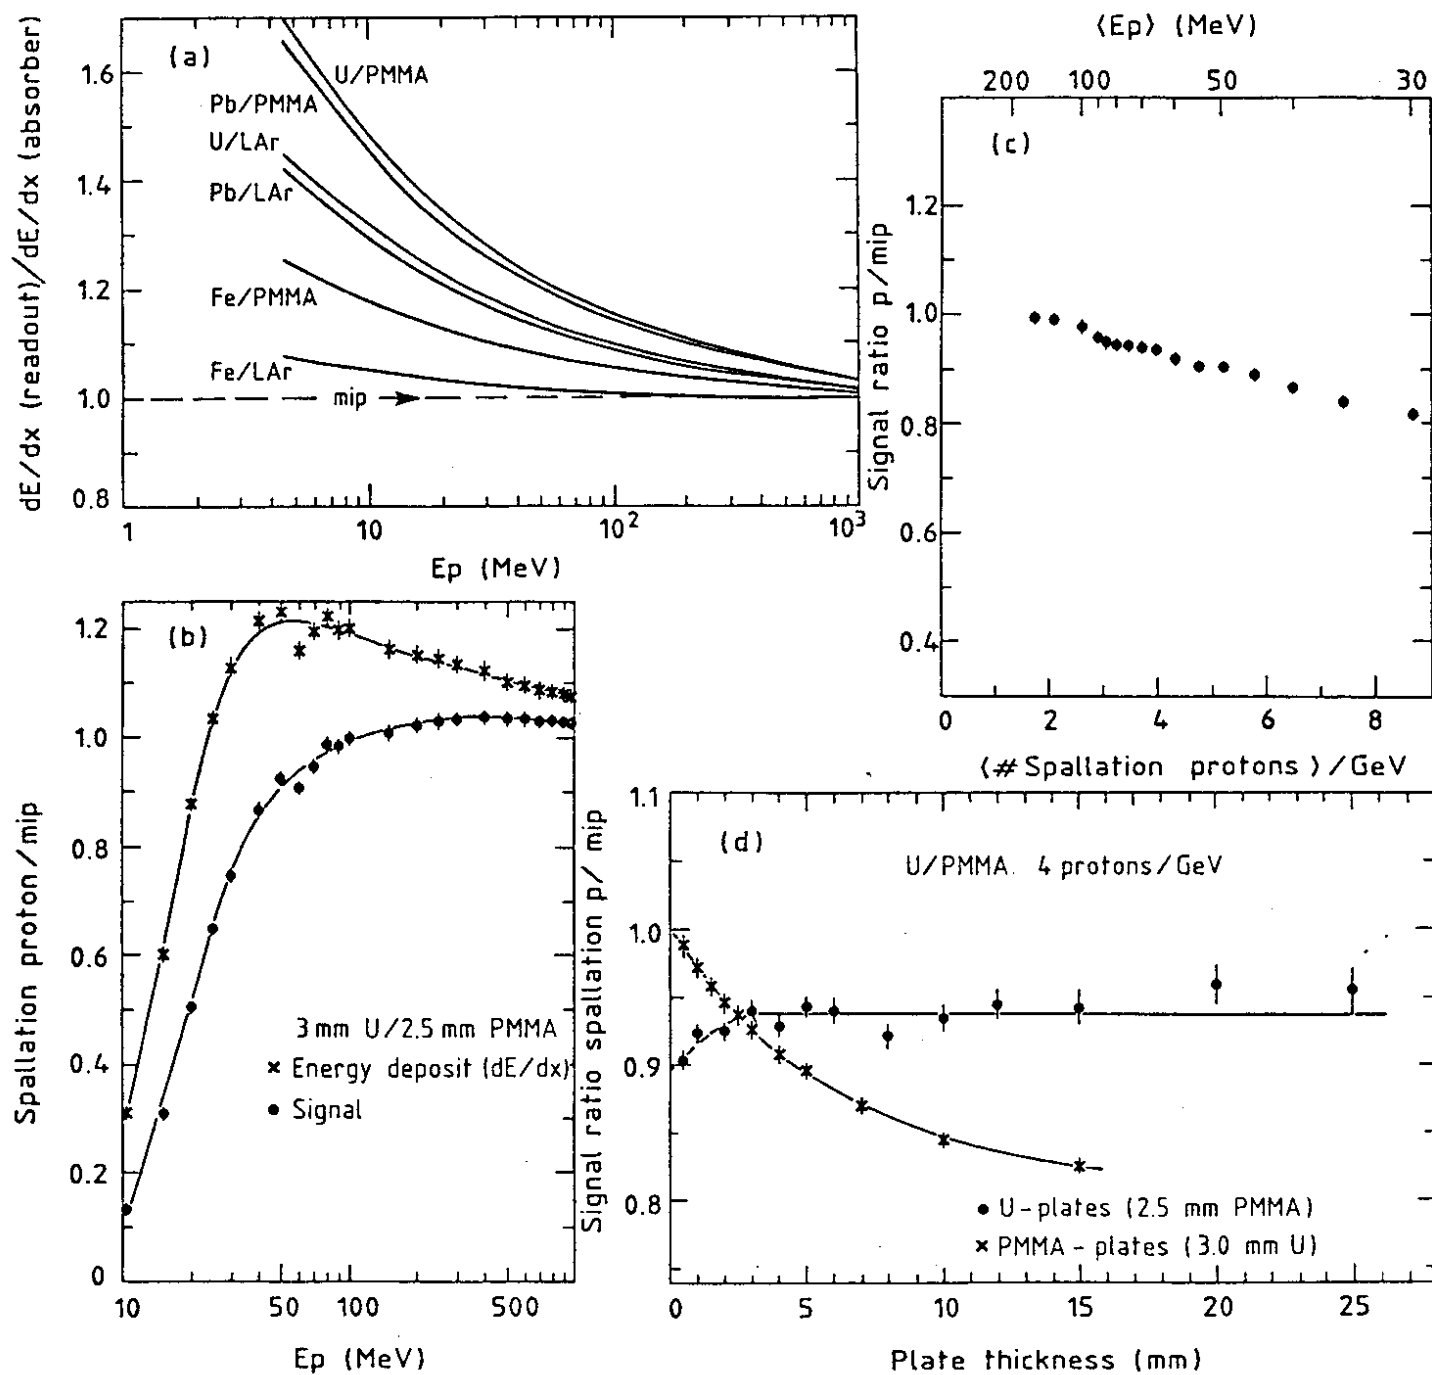 (a)
dE/dx (readout)/dE/dx (absorber)
1.6
1.4
1.2
1.0
0.8
U/PMMA
Pb/PMMA
U/LAr
Pb/LAr
Fe/PMMA
Fe/LAr
mip
1
10
10²
10³
Ep (MeV)
⟨Ep⟩ (MeV)
200
100
50
30
(c)
Signal ratio p/mip
1.2
1.0
0.8
0.6
0.4
0
2
4
6
8
⟨# Spallation protons⟩/GeV
(b)
Spallation proton/mip
1.2
1.0
0.8
0.6
0.4
0.2
0
3 mm U/2.5 mm PMMA
Energy deposit (dE/dx)
Signal
10
50
100
500
Ep (MeV)
(d)
Signal ratio spallation p/mip
1.1
1.0
0.9
0.8
U/PMMA. 4 protons/GeV
U-plates (2.5 mm PMMA)
PMMA-plates (3.0 mm U)
0
5
10
15
20
25
Plate thickness (mm)